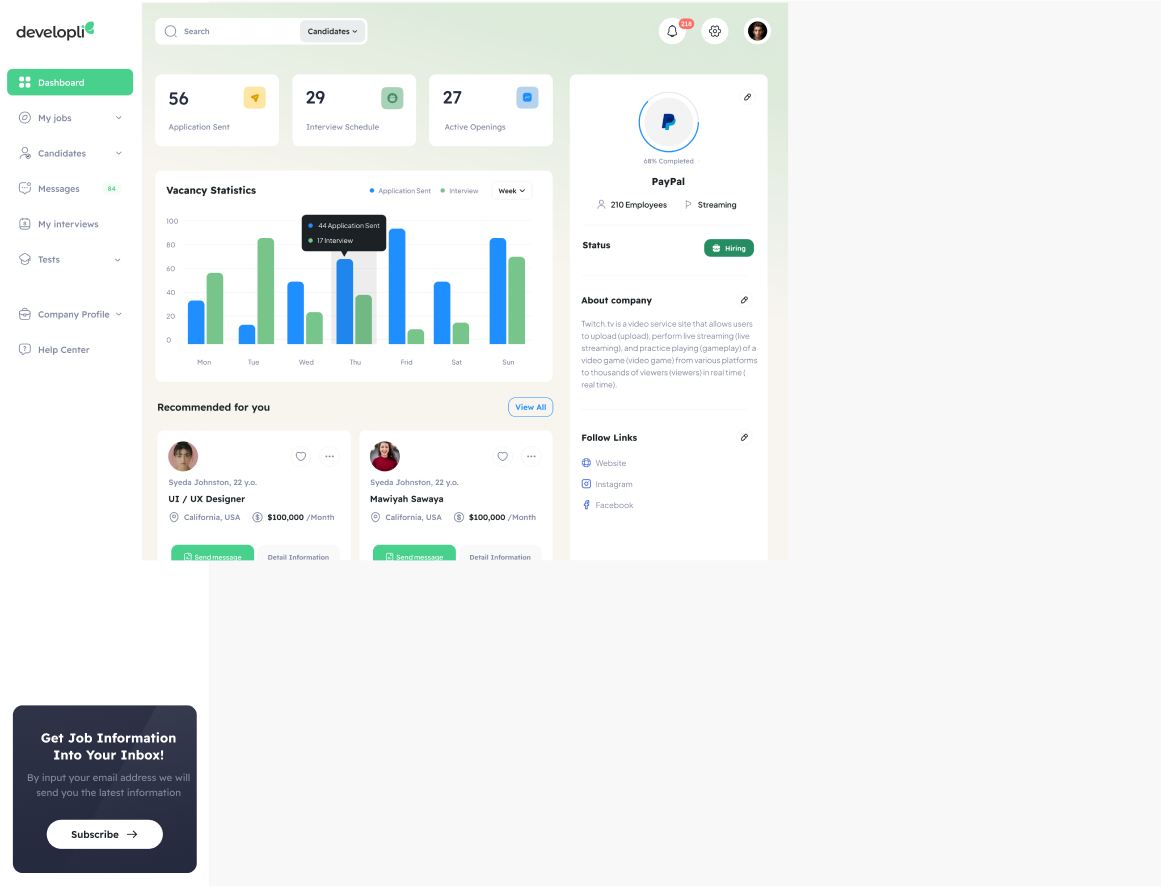 developli
Search
Candidates
218
Dashboard
My jobs
Candidates
Messages
84
My interviews
Tests
Company Profile
Help Center
56
Application Sent
29
Interview Schedule
27
Active Openings
Vacancy Statistics
Application Sent
Interview
Week
44 Application Sent
17 Interview
100
80
60
40
20
0
Mon
Tue
Wed
Thu
Frid
Sat
Sun
Recommended for you
View All
Syeda Johnston, 22 y.o.
UI / UX Designer
California, USA
$100,000 /Month
Send message
Detail Information
Syeda Johnston, 22 y.o.
Mawiyah Sawaya
California, USA
$100,000 /Month
Send message
Detail Information
68% Completed
PayPal
210 Employees
Streaming
Status
Hiring
About company
Twitch.tv is a video service site that allows users
to upload (upload), perform live streaming (live
streaming), and practice playing (gameplay) of a
video game (video game) from various platforms
to thousands of viewers (viewers) in real time (
real time).
Follow Links
Website
Instagram
Facebook
Get Job Information
Into Your Inbox!
By input your email address we will
send you the latest information
Subscribe